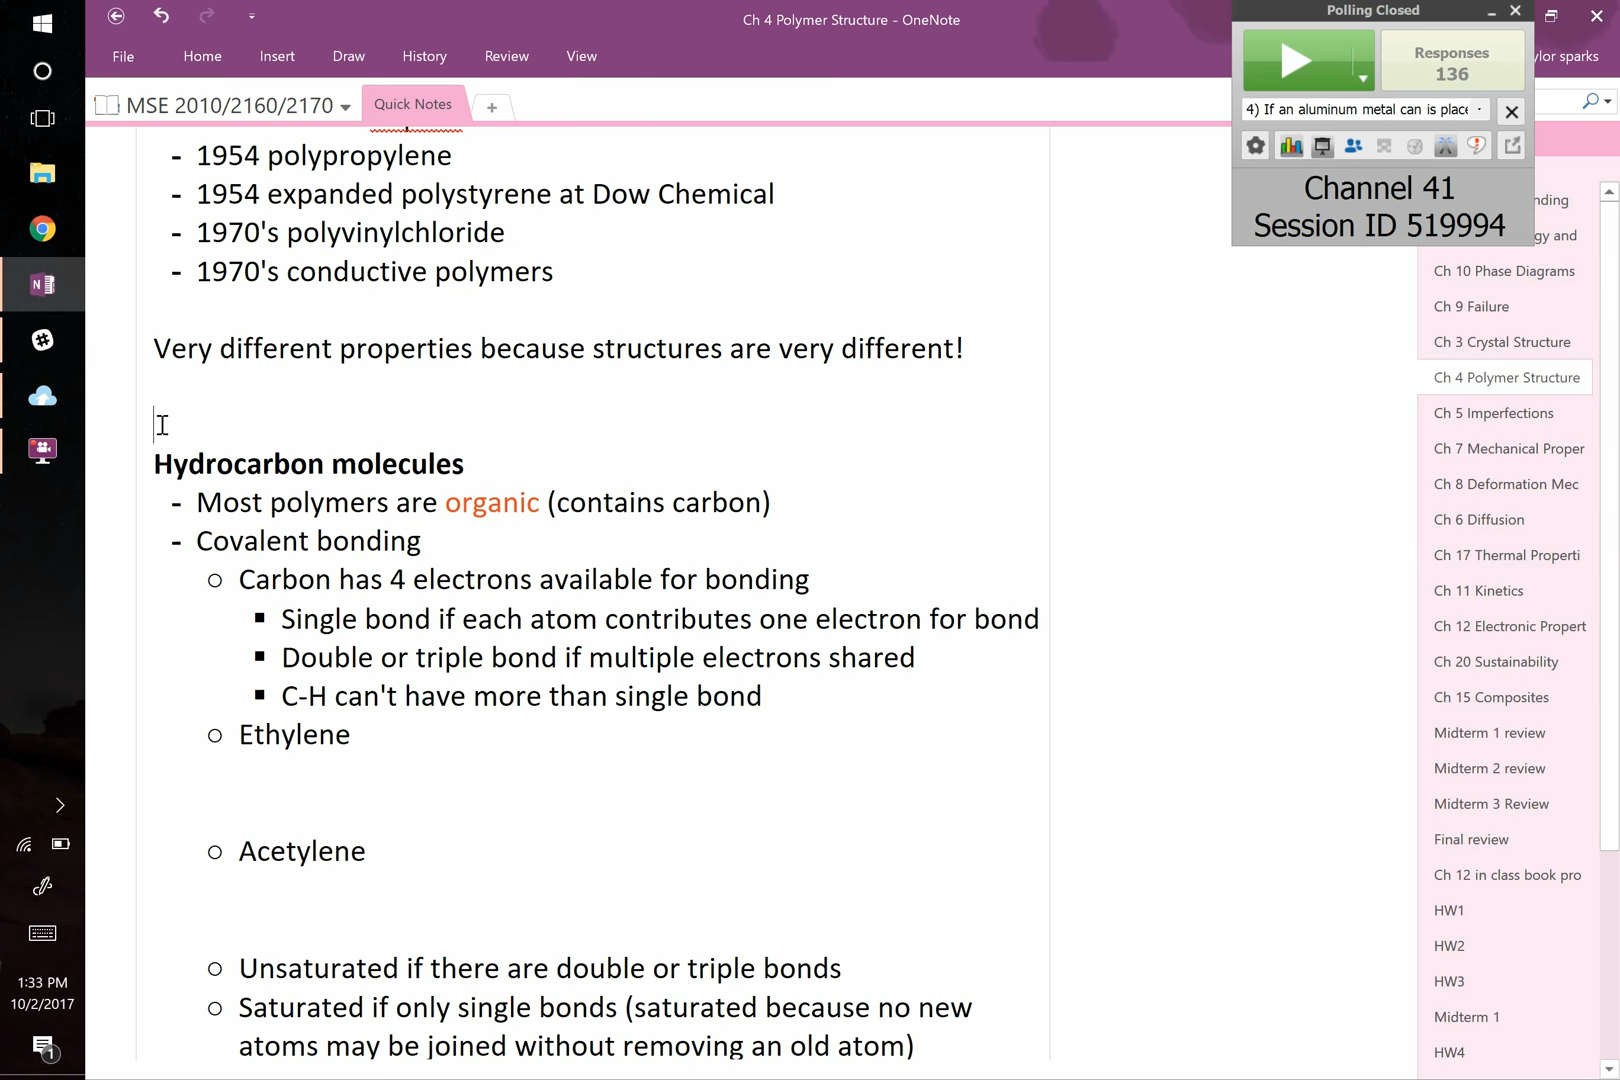 Ch 4 Polymer Structure - OneNote
Polling Closed
File Home Insert Draw History Review View
ylor sparks
Responses
136
MSE 2010/2160/2170
Quick Notes
+
4) If an aluminum metal can is place
Channel 41
Session ID 519994
- 1954 polypropylene
- 1954 expanded polystyrene at Dow Chemical
- 1970's polyvinylchloride
- 1970's conductive polymers
Very different properties because structures are very different!
Hydrocarbon molecules
- Most polymers are organic (contains carbon)
- Covalent bonding
○ Carbon has 4 electrons available for bonding
▪ Single bond if each atom contributes one electron for bond
▪ Double or triple bond if multiple electrons shared
▪ C-H can't have more than single bond
○ Ethylene
○ Acetylene
○ Unsaturated if there are double or triple bonds
○ Saturated if only single bonds (saturated because no new
atoms may be joined without removing an old atom)
nding
gy and
Ch 10 Phase Diagrams
Ch 9 Failure
Ch 3 Crystal Structure
Ch 4 Polymer Structure
Ch 5 Imperfections
Ch 7 Mechanical Proper
Ch 8 Deformation Mec
Ch 6 Diffusion
Ch 17 Thermal Properti
Ch 11 Kinetics
Ch 12 Electronic Propert
Ch 20 Sustainability
Ch 15 Composites
Midterm 1 review
Midterm 2 review
Midterm 3 Review
Final review
Ch 12 in class book pro
HW1
HW2
HW3
Midterm 1
HW4
N
1:33 PM
10/2/2017
1